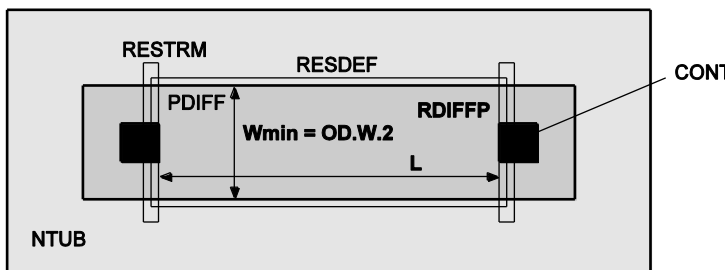 RESTRM
RESDEF
CONT
PDIFF
RDIFFP
Wmin = OD.W.2
L
NTUB